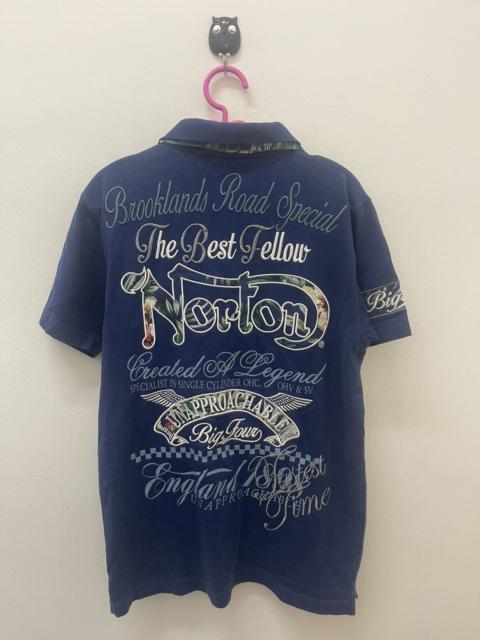 Brooklands Road Special
The Best Fellow
Norton®
Big
Created A Legend
SPECIALIST IN SINGLE CYLINDER OHC, OHV & SV
UNAPPROACHABLE
Big Four
England
Fastest
UNAPPROACH
Time